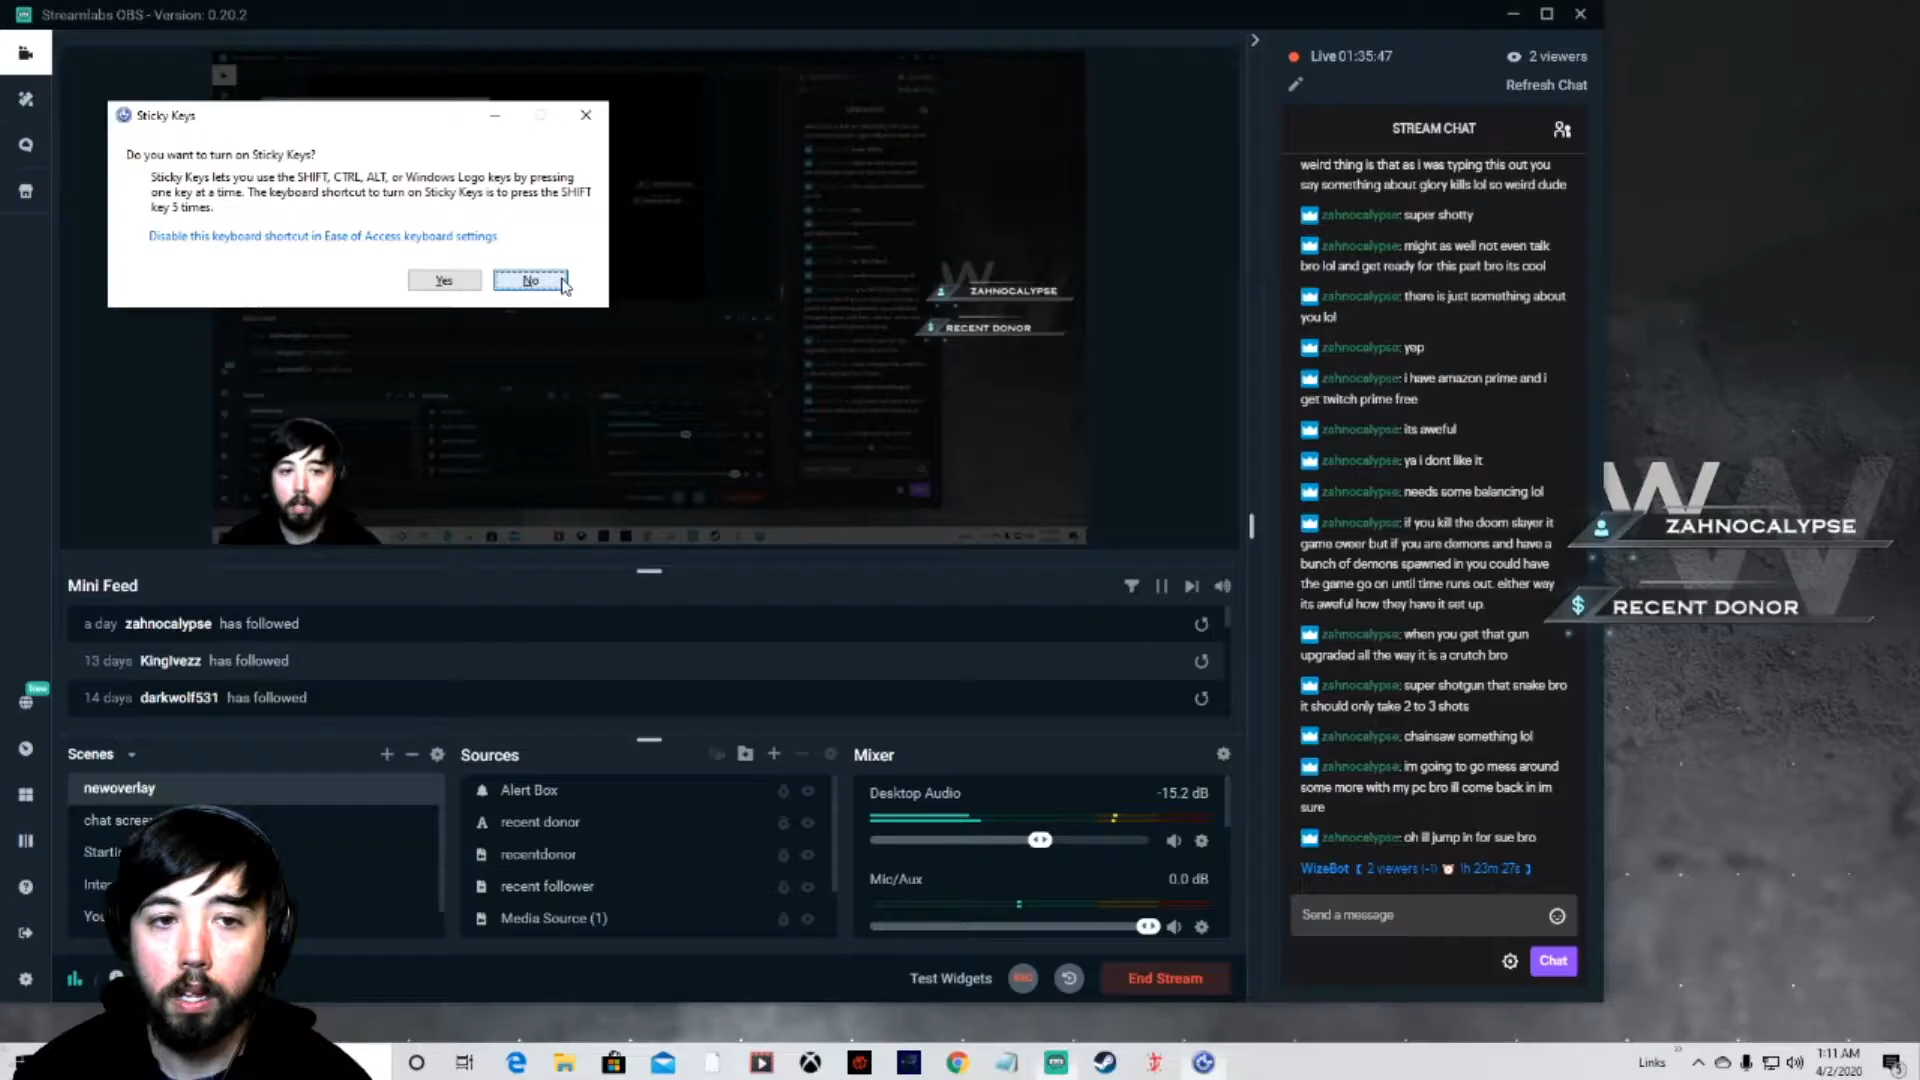 Streamlabs OBS - Version: 0.20.2
Sticky Keys
Do you want to turn on Sticky Keys?
Sticky Keys lets you use the SHIFT, CTRL, ALT, or Windows Logo keys by pressing
one key at a time. The keyboard shortcut to turn on Sticky Keys is to press the SHIFT
key 5 times.
Disable this keyboard shortcut in Ease of Access keyboard settings
Yes
No
ZAHNOCALYPSE
$ RECENT DONOR
Mini Feed
a day zahnocalypse has followed
13 days KingIvezz has followed
14 days darkwolf531 has followed
New
Scenes
newoverlay
Sources
Alert Box
recent donor
recentdonor
recent follower
Media Source (1)
Mixer
Desktop Audio -15.2 dB
Mic/Aux 0.0 dB
Test Widgets
REC
End Stream
Live 01:35:47
2 viewers
Refresh Chat
STREAM CHAT
weird thing is that as i was typing this out you
say something about glory kills lol so weird dude
zahnocalypse: super shotty
zahnocalypse: might as well not even talk
bro lol and get ready for this part bro its cool
zahnocalypse: there is just something about
you lol
zahnocalypse: yep
zahnocalypse: i have amazon prime and i
get twitch prime free
zahnocalypse: its aweful
zahnocalypse: ya i dont like it
zahnocalypse: needs some balancing lol
zahnocalypse: if you kill the doom slayer it
game oveer but if you are demons and have a
bunch of demons spawned in you could have
the game go on until time runs out. either way
its aweful how they have it set up.
zahnocalypse: when you get that gun
upgraded all the way it is a crutch bro
zahnocalypse: super shotgun that snake bro
it should only take 2 to 3 shots
zahnocalypse: chainsaw something lol
zahnocalypse: im going to go mess around
some more with my pc bro ill come back in im
sure
zahnocalypse: oh ill jump in for sue bro
WizeBot 【 2 viewers (-1) 1h 23m 27s 】
Send a message
Chat
W
ZAHNOCALYPSE
$ RECENT DONOR
Links
1:11 AM
4/2/2020